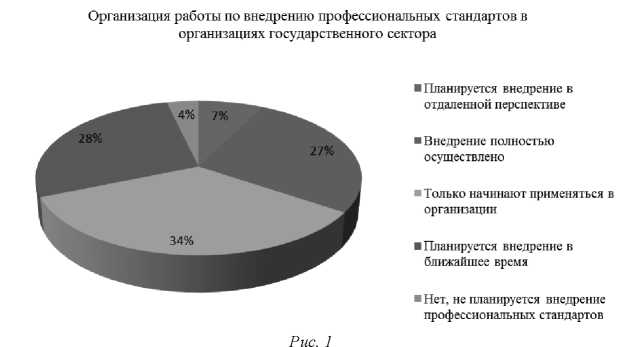 Организация работы по внедрению профессиональных стандартов в
организациях государственного сектора
4%
7%
28%
27%
34%
Планируется внедрение в
отдаленной перспективе
Внедрение полностью
осуществлено
Только начинают применяться в
организации
Планируется внедрение в
ближайшее время
Нет, не планируется внедрение
профессиональных стандартов
Рис. 1